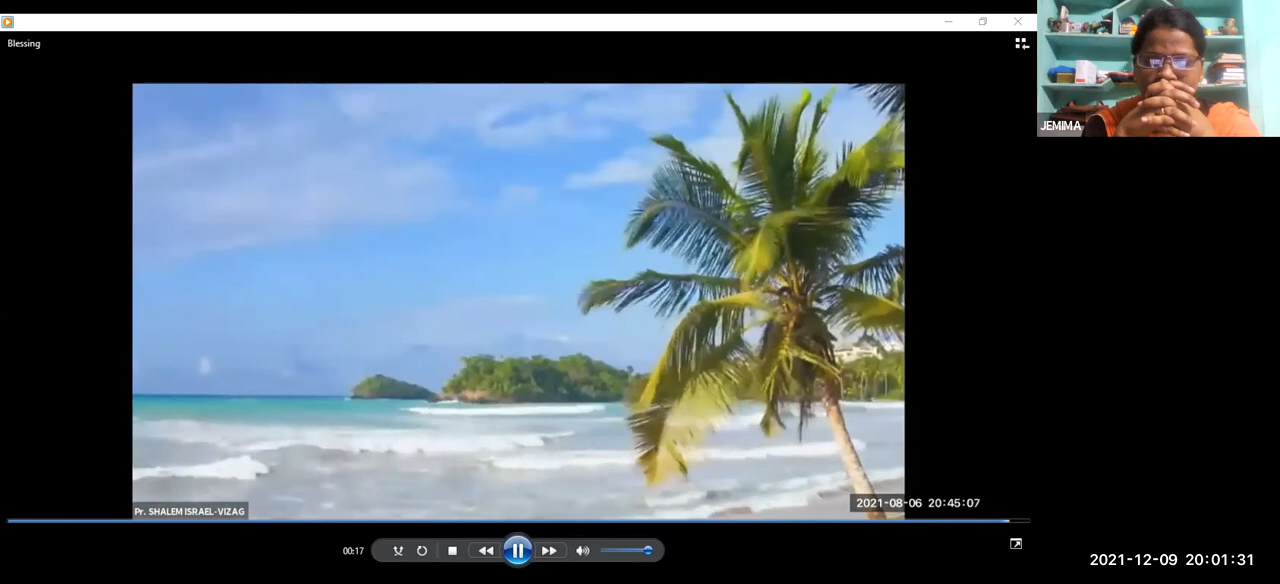 Blessing
JEMIMA
Pr. SHALEM ISRAEL-VIZAG
2021-08-06 20:45:07
00:17
2021-12-09 20:01:31